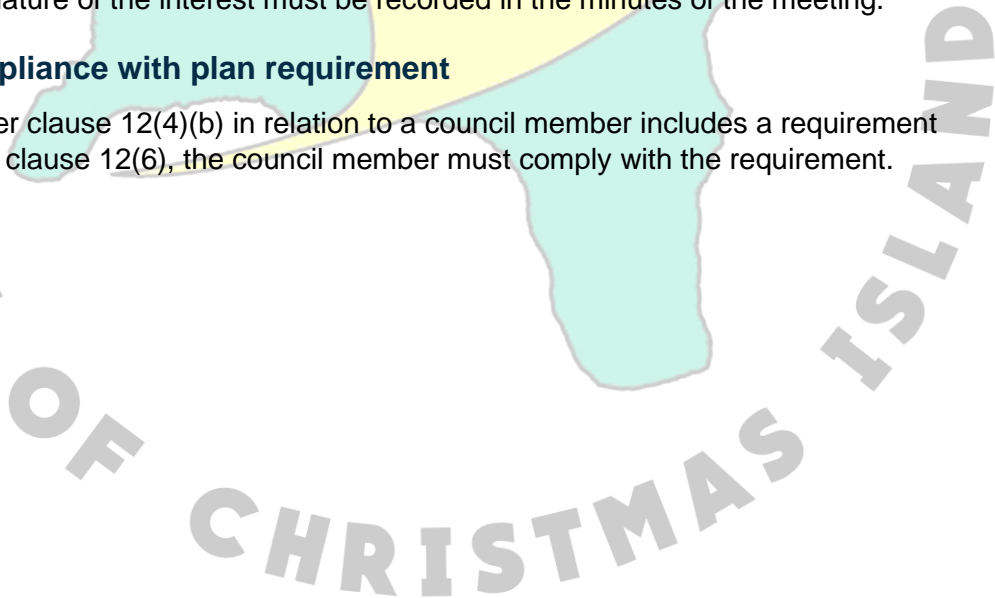 nature of the interest must be recorded in the minutes of the meeting.
pliance with plan requirement
er clause 12(4)(b) in relation to a council member includes a requirement
clause 12(6), the council member must comply with the requirement.
OF CHRISTMAS ISLAND